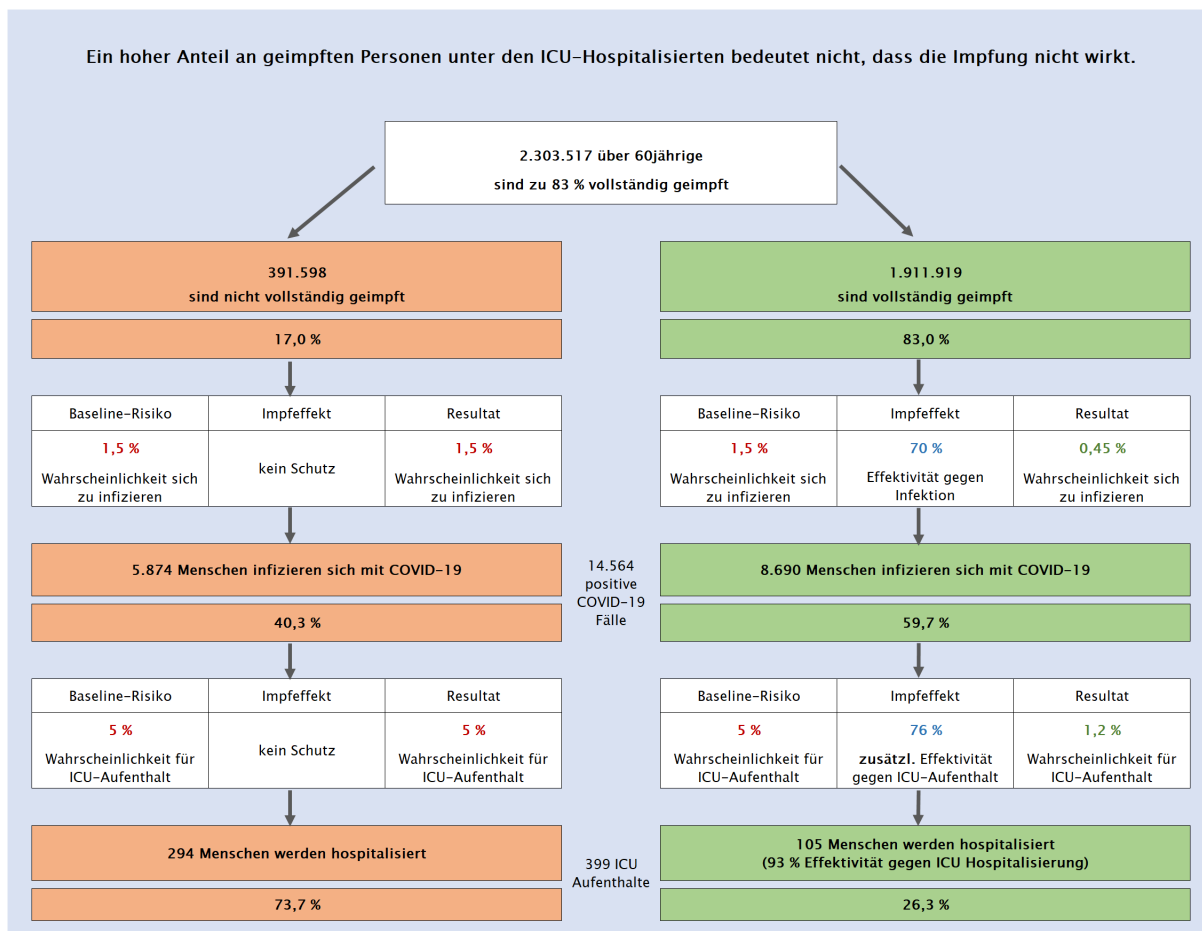 Ein hoher Anteil an geimpften Personen unter den ICU-Hospitalisierten bedeutet nicht, dass die Impfung nicht wirkt.
2.303.517 über 60jährige
sind zu 83 % vollständig geimpft
391.598
sind nicht vollständig geimpft
17,0 %
1.911.919
sind vollständig geimpft
83,0 %
Baseline-Risiko
Impfeffekt
Resultat
1,5 %
Wahrscheinlichkeit sich
zu infizieren
kein Schutz
1,5 %
Wahrscheinlichkeit sich
zu infizieren
Baseline-Risiko
Impfeffekt
Resultat
1,5 %
Wahrscheinlichkeit sich
zu infizieren
70 %
Effektivität gegen
Infektion
0,45 %
Wahrscheinlichkeit sich
zu infizieren
5.874 Menschen infizieren sich mit COVID-19
40,3 %
14.564
positive
COVID-19
Fälle
8.690 Menschen infizieren sich mit COVID-19
59,7 %
Baseline-Risiko
Impfeffekt
Resultat
5 %
Wahrscheinlichkeit für
ICU-Aufenthalt
kein Schutz
5 %
Wahrscheinlichkeit für
ICU-Aufenthalt
Baseline-Risiko
Impfeffekt
Resultat
5 %
Wahrscheinlichkeit für
ICU-Aufenthalt
76 %
zusätzl. Effektivität
gegen ICU-Aufenthalt
1,2 %
Wahrscheinlichkeit für
ICU-Aufenthalt
294 Menschen werden hospitalisiert
73,7 %
399 ICU
Aufenthalte
105 Menschen werden hospitalisiert
(93 % Effektivität gegen ICU Hospitalisierung)
26,3 %